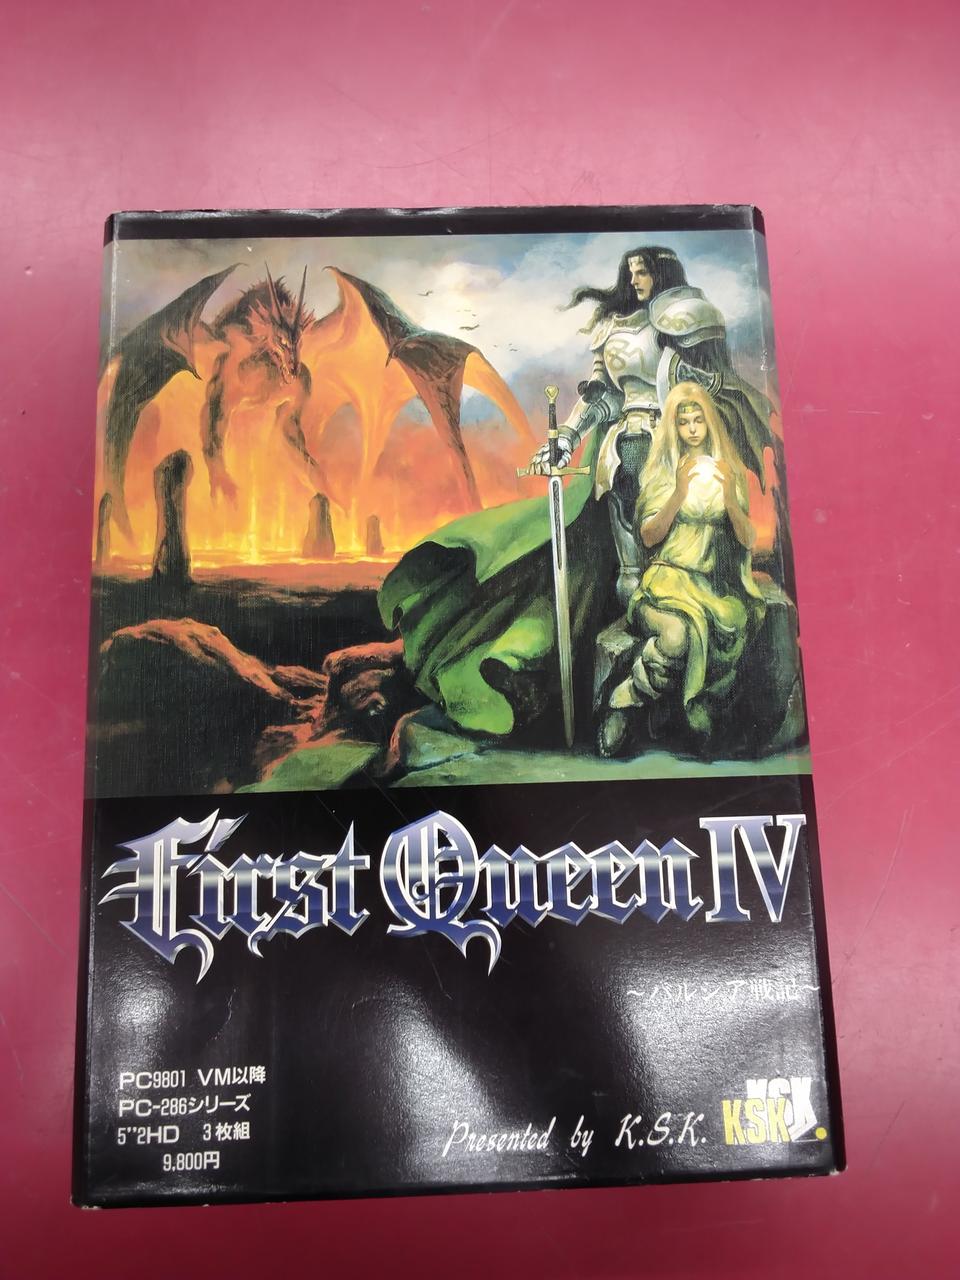 First Queen IV
～バルシア戦記～
PC9801 VM以降
PC-286シリーズ
5"2HD 3枚組
9,800円
Presented by K.S.K.
KSK
KSK.